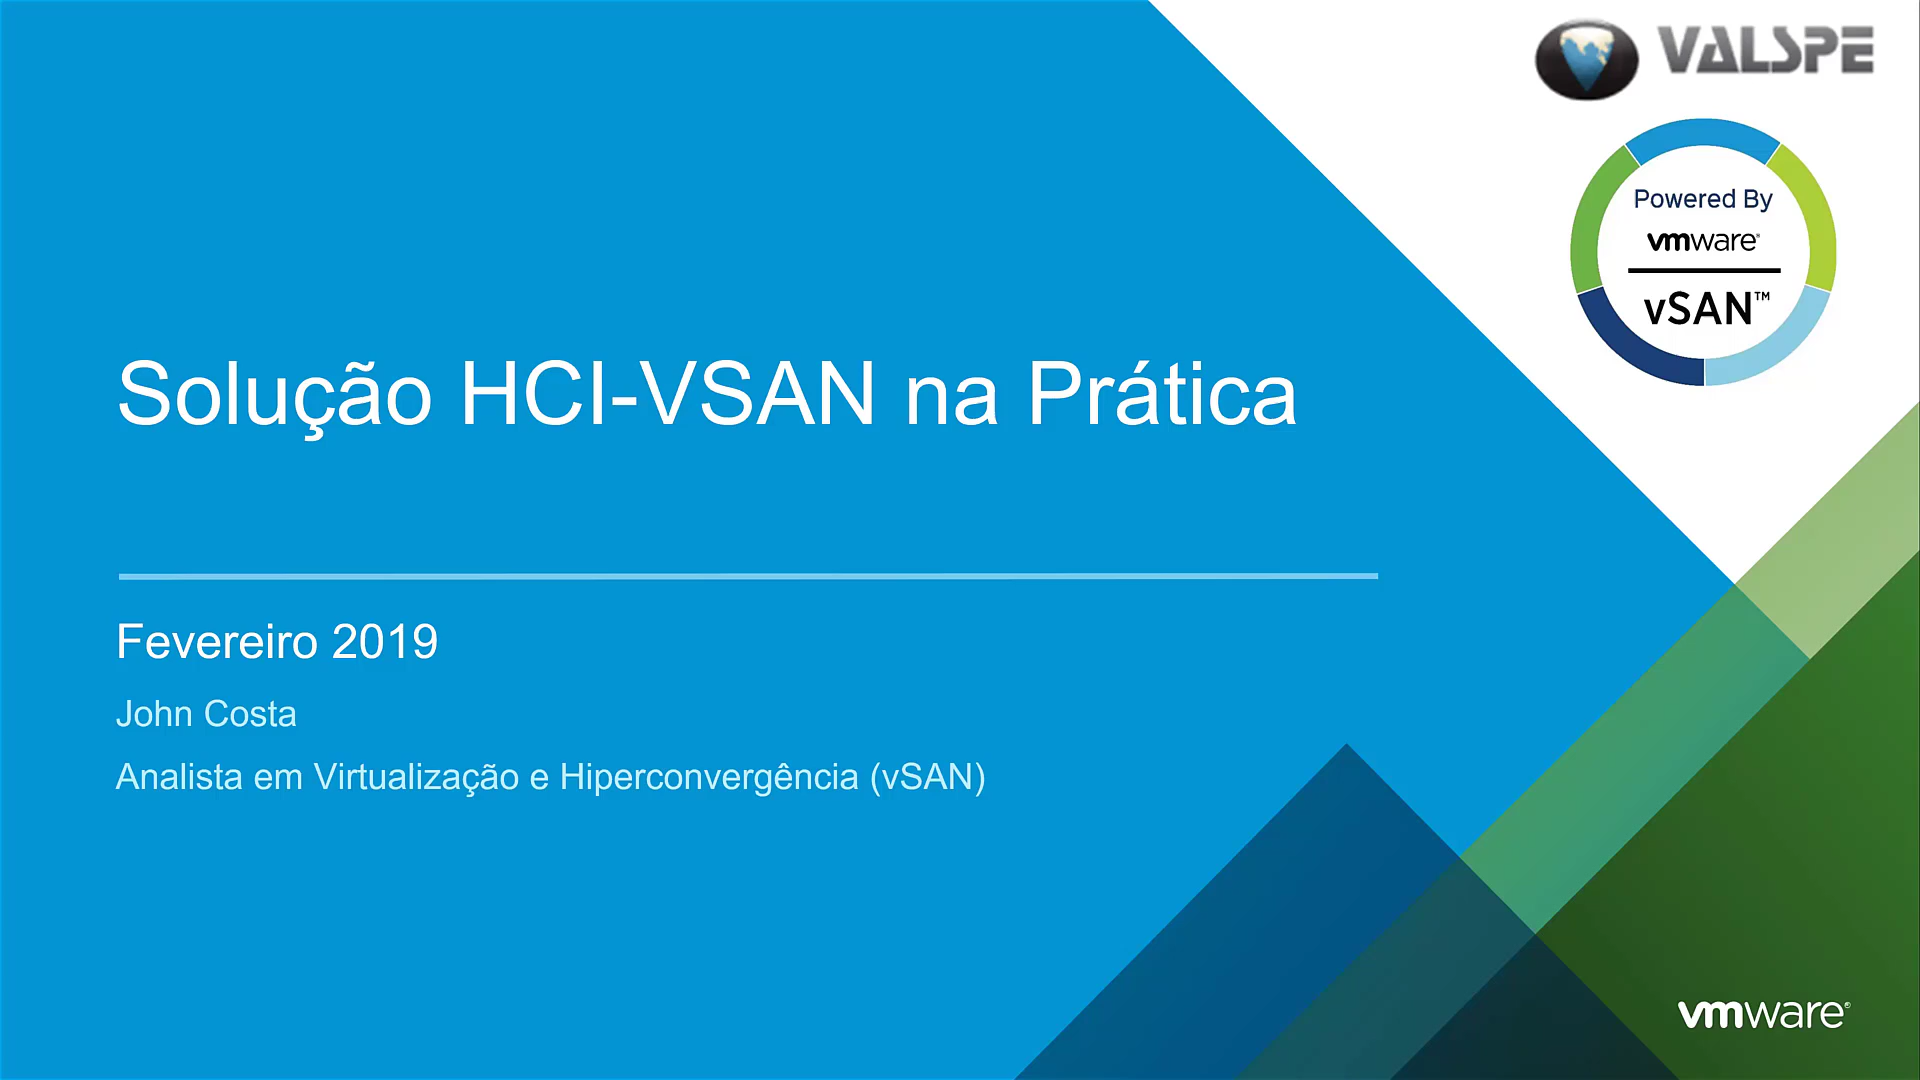 VALSPE
Powered By
vmware®
vSAN™
Solução HCI-VSAN na Prática
Fevereiro 2019
John Costa
Analista em Virtualização e Hiperconvergência (vSAN)
vmware®